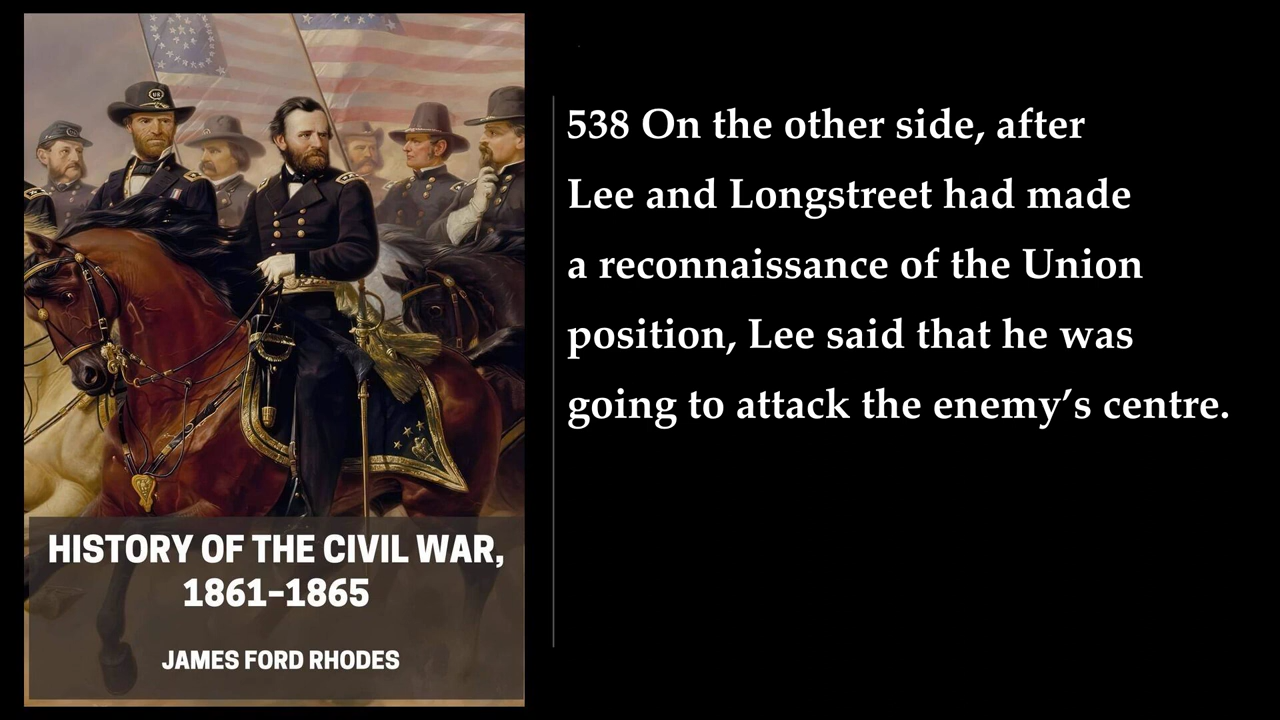 538 On the other side, after
Lee and Longstreet had made
a reconnaissance of the Union
position, Lee said that he was
going to attack the enemy’s centre.
HISTORY OF THE CIVIL WAR,
1861–1865
JAMES FORD RHODES